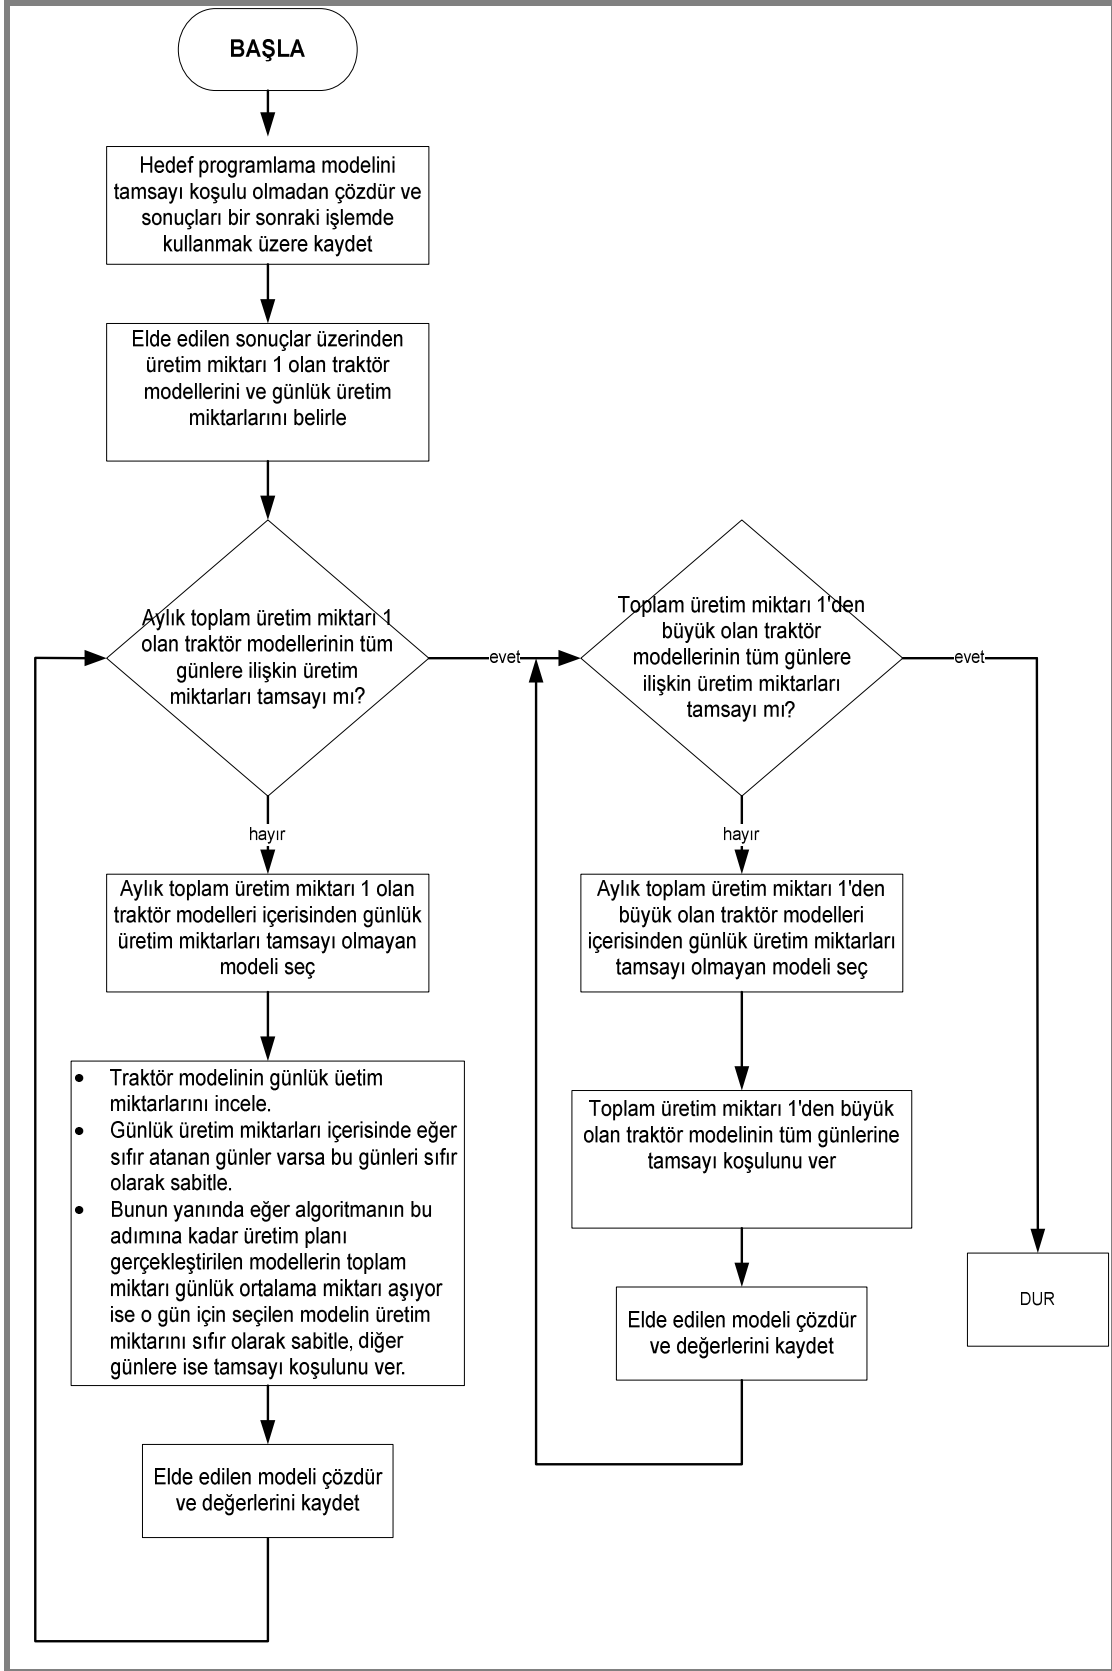 BAŞLA
Hedef programlama modelini
tamsayı koşulu olmadan çözdür ve
sonuçları bir sonraki işlemde
kullanmak üzere kaydet
Elde edilen sonuçlar üzerinden
üretim miktarı 1 olan traktör
modellerini ve günlük üretim
miktarlarını belirle
Aylık toplam üretim miktarı 1
olan traktör modellerinin tüm
günlere ilişkin üretim
miktarları tamsayı mı?
evet
hayır
Aylık toplam üretim miktarı 1 olan
traktör modelleri içerisinden günlük
üretim miktarları tamsayı olmayan
modeli seç
• Traktör modelinin günlük üetim
miktarlarını incele.
• Günlük üretim miktarları içerisinde eğer
sıfır atanan günler varsa bu günleri sıfır
olarak sabitle.
• Bunun yanında eğer algoritmanın bu
adımına kadar üretim planı
gerçekleştirilen modellerin toplam
miktarı günlük ortalama miktarı aşıyor
ise o gün için seçilen modelin üretim
miktarını sıfır olarak sabitle, diğer
günlere ise tamsayı koşulunu ver.
Elde edilen modeli çözdür
ve değerlerini kaydet
Toplam üretim miktarı 1'den
büyük olan traktör
modellerinin tüm günlere
ilişkin üretim miktarları
tamsayı mı?
evet
hayır
Aylık toplam üretim miktarı 1'den
büyük olan traktör modelleri
içerisinden günlük üretim miktarları
tamsayı olmayan modeli seç
Toplam üretim miktarı 1'den büyük
olan traktör modelinin tüm günlerine
tamsayı koşulunu ver
Elde edilen modeli çözdür
ve değerlerini kaydet
DUR